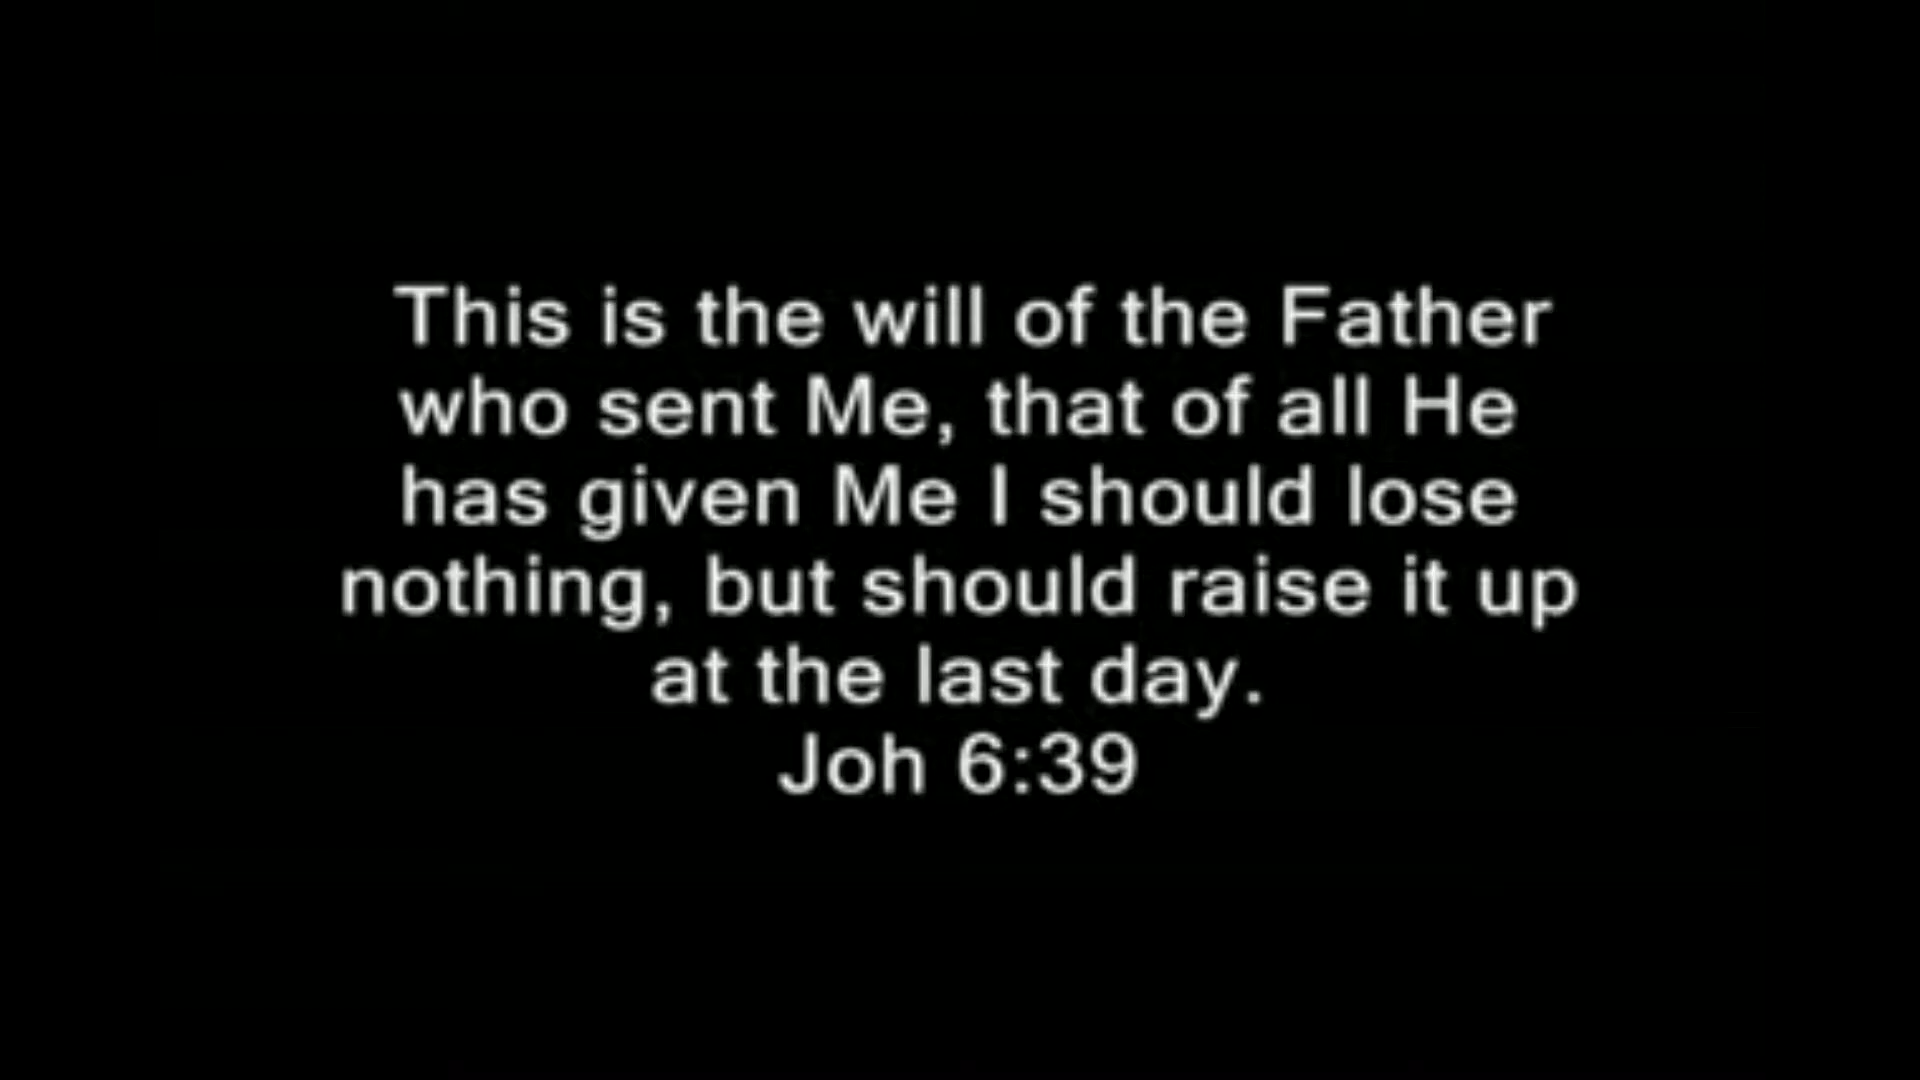 This is the will of the Father
who sent Me, that of all He
has given Me I should lose
nothing, but should raise it up
at the last day.
Joh 6:39